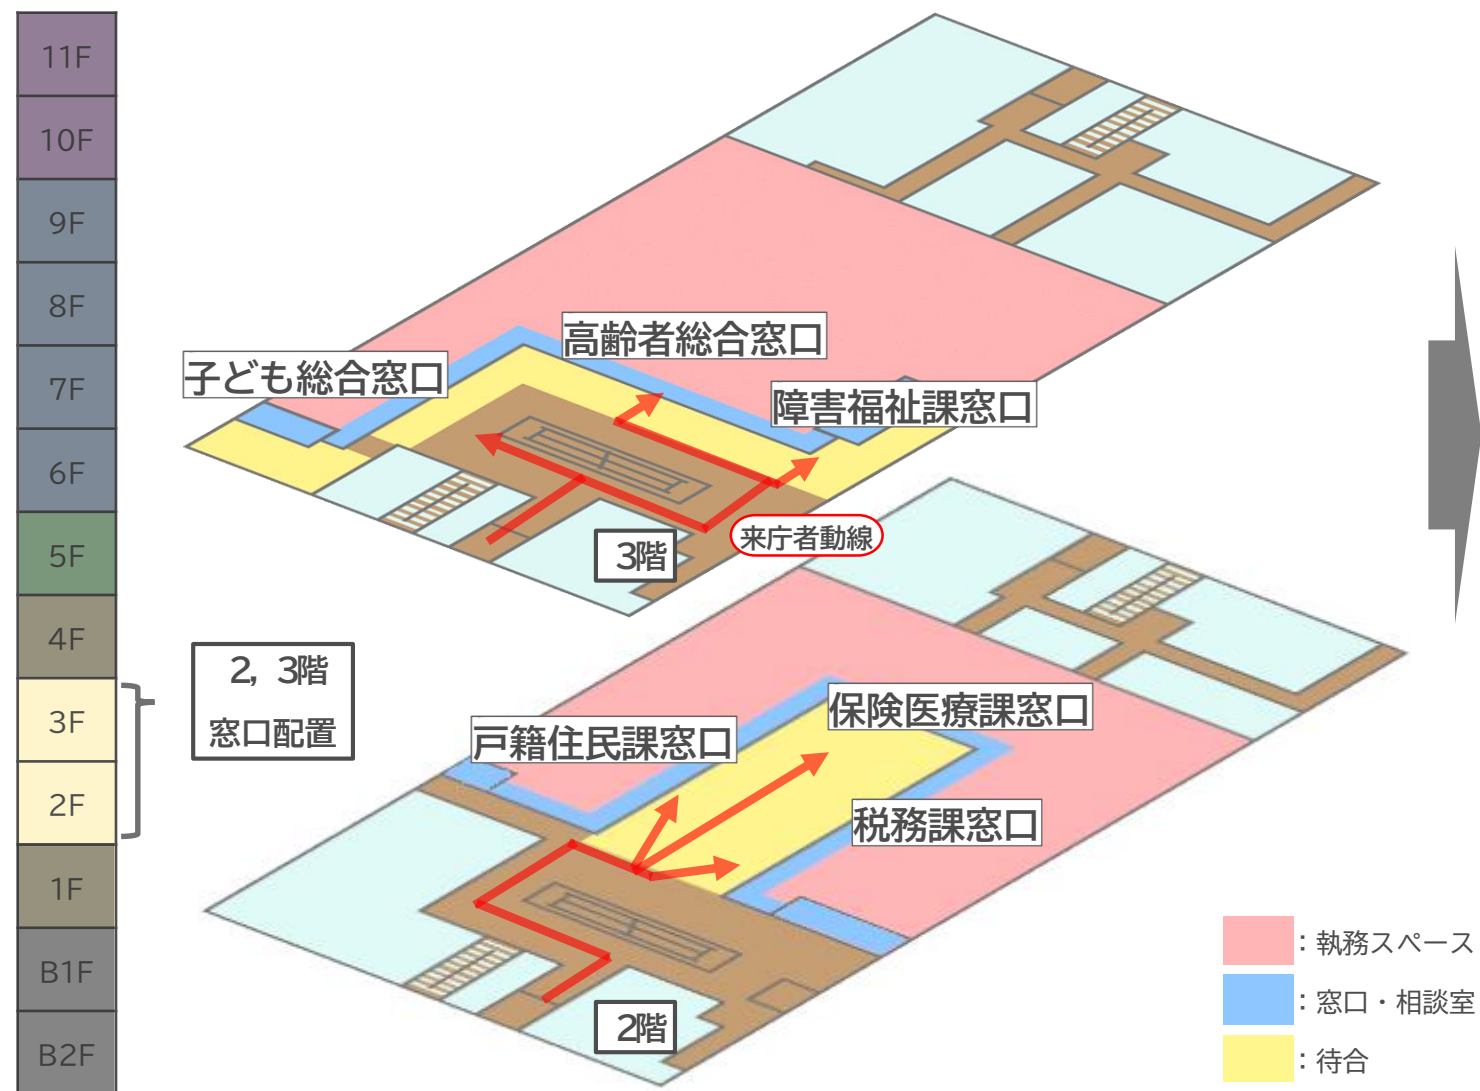 11F
10F
9F
8F
7F
6F
5F
4F
3F
2F
1F
B1F
B2F
2, 3階
窓口配置
子ども総合窓口
高齢者総合窓口
障害福祉課窓口
来庁者動線
3階
戸籍住民課窓口
保険医療課窓口
税務課窓口
2階
：執務スペース
：窓口・相談室
：待合